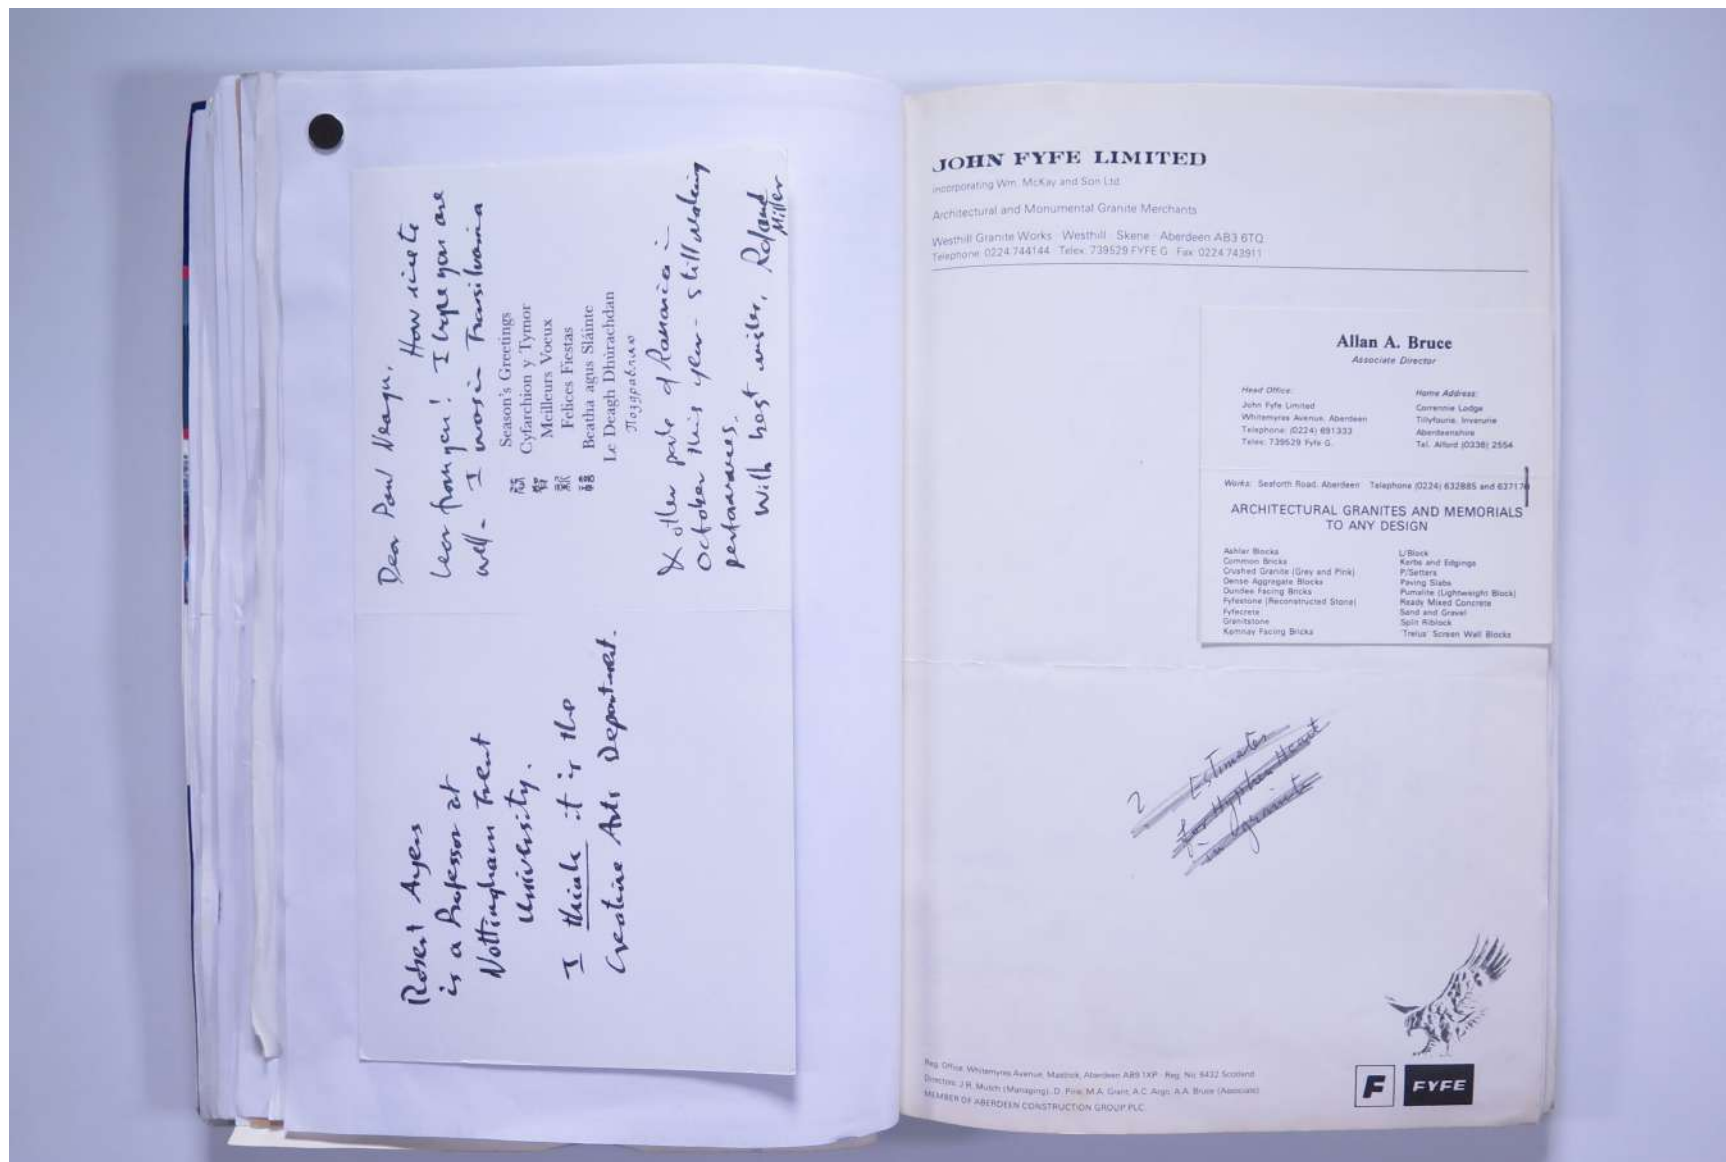 Dear Paul Neagu,
How nice to
hear from you! I hope you are
well - I was in Transilvania
Season's Greetings
Cyfarchion y Tymor
Meilleurs Voeux
Felices Fiestas
Beatha agus Sláinte
Le Deagh Dhùrachdan
& other parts of Romania in
October this year - still making
performances.
With best wishes, Roland
Miller
Robert Ayers
is a Professor at
Nottingham Trent
University.
I think it is the
Creative Arts Department.
JOHN FYFE LIMITED
incorporating Wm. McKay and Son Ltd.
Architectural and Monumental Granite Merchants
Westhill Granite Works · Westhill · Skene · Aberdeen AB3 6TQ
Telephone: 0224 744144 · Telex: 739529 FYFE G · Fax: 0224 743911
Allan A. Bruce
Associate Director
Head Office:
John Fyfe Limited
Whitemyres Avenue, Aberdeen
Telephone: (0224) 691333
Telex: 739529 Fyfe G.
Home Address:
Corrennie Lodge
Tillyfourie, Inverurie
Aberdeenshire
Tel. Alford (0336) 2554
Works: Seaforth Road, Aberdeen Telephone (0224) 632885 and
ARCHITECTURAL GRANITES AND MEMORIALS
TO ANY DESIGN
Ashlar Blocks
Common Bricks
Crushed Granite (Grey and Pink)
Dense Aggregate Blocks
Dundee Facing Bricks
Fyfestone (Reconstructed Stone)
Fyfecrete
Granitstone
Kemnay Facing Bricks
L/Block
Kerbs and Edgings
P/Setters
Paving Slabs
Pumalite (Lightweight Block)
Ready Mixed Concrete
Sand and Gravel
Split Riblock
'Trelus' Screen Wall Blocks
2 Estimates
for Hyphen Heart
in granite
Reg. Office: Whitemyres Avenue, Mastrick, Aberdeen AB9 1XP · Reg. No: 8432 Scotland
Directors: J.R. Mutch (Managing), D. Pirie, M.A. Grant, A.C. Argo, A.A. Bruce (Associate)
MEMBER OF ABERDEEN CONSTRUCTION GROUP PLC
F
FYFE